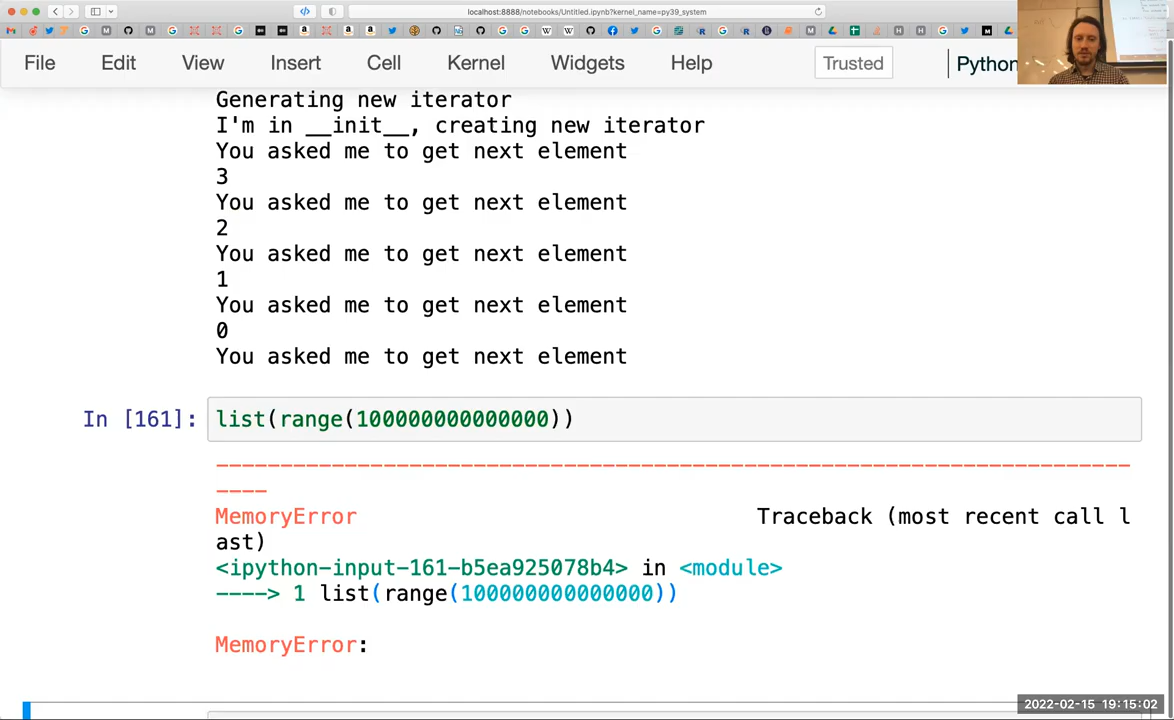 localhost:8888/notebooks/Untitled.ipynb?kernel_name=py39_system
File Edit View Insert Cell Kernel Widgets Help Trusted Python
Generating new iterator
I'm in __init__, creating new iterator
You asked me to get next element
3
You asked me to get next element
2
You asked me to get next element
1
You asked me to get next element
0
You asked me to get next element
In [161]: list(range(100000000000000))
---------------------------------------------------------------------------
MemoryError Traceback (most recent call l
ast)
<ipython-input-161-b5ea925078b4> in <module>
----> 1 list(range(100000000000000))
MemoryError:
2022-02-15 19:15:02